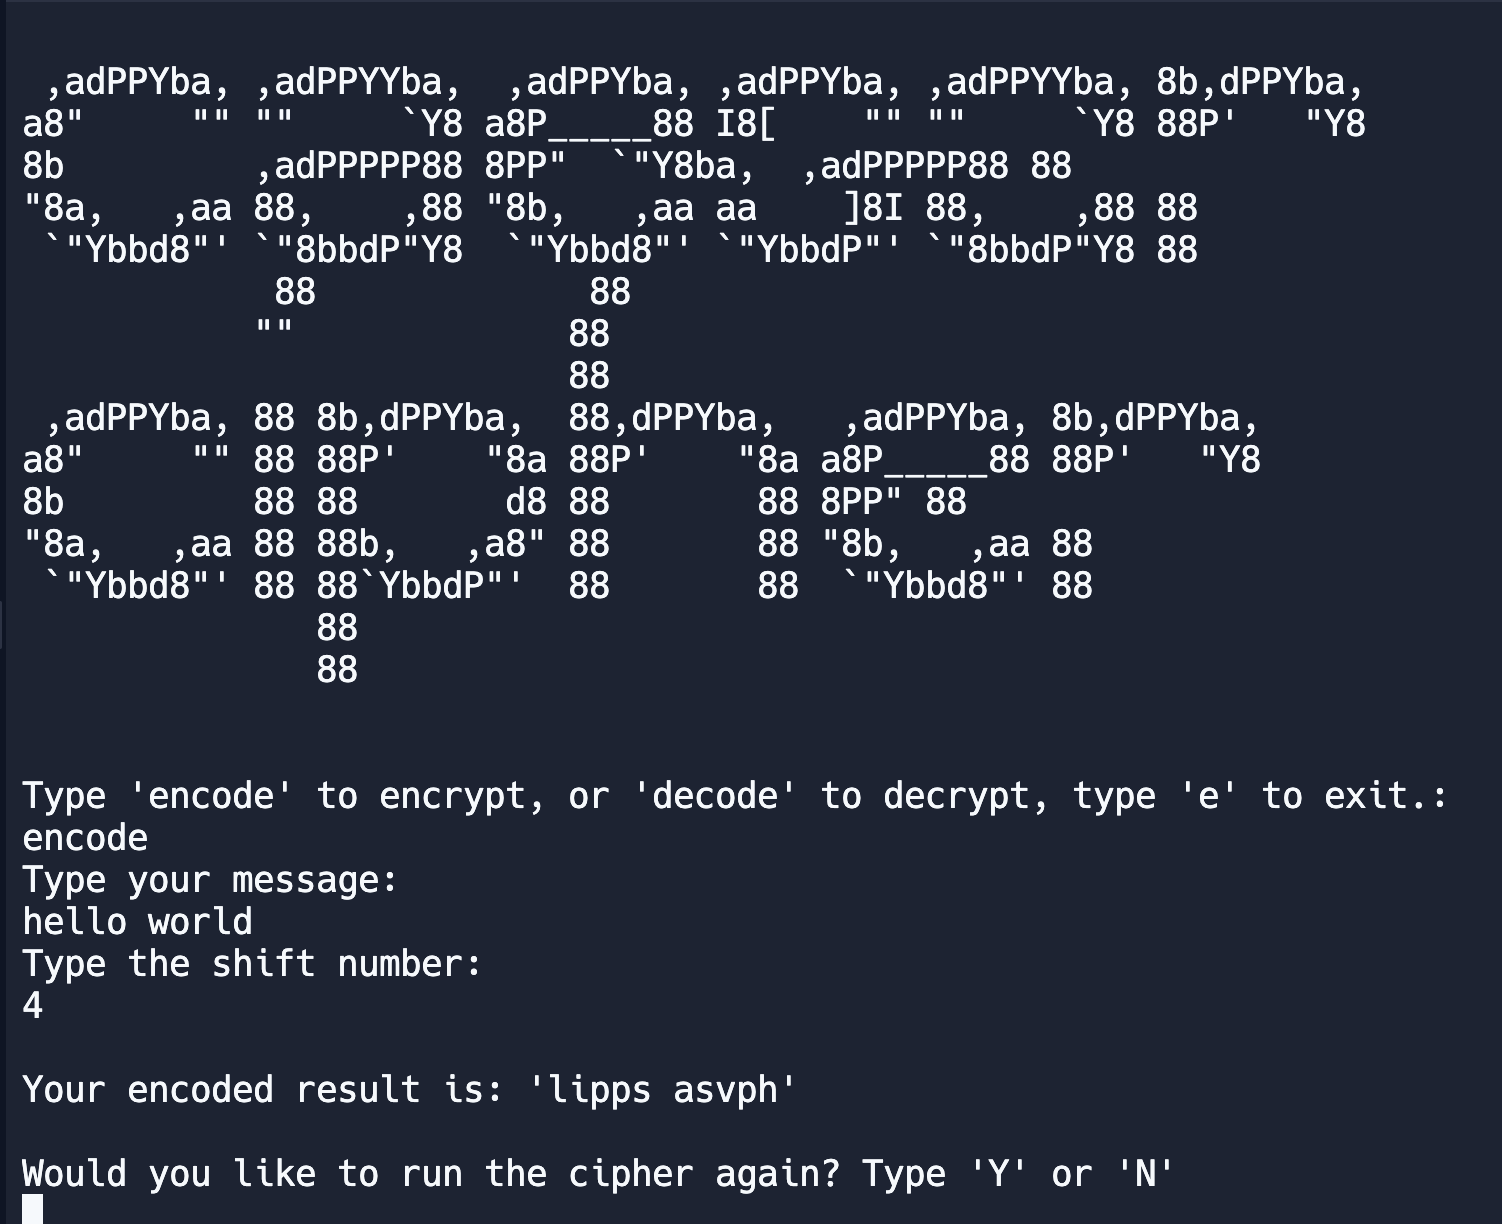 ,adPPYba, ,adPPYYba,  ,adPPYba, ,adPPYba, ,adPPYYba, 8b,dPPYba,
a8"     "" ""     `Y8 a8P_____88 I8[    "" ""     `Y8 88P'   "Y8
8b         ,adPPPPP88 8PP"  `"Y8ba,  ,adPPPPP88 88
"8a,   ,aa 88,    ,88 "8b,   ,aa aa    ]8I 88,    ,88 88
 `"Ybbd8"' `"8bbdP"Y8  `"Ybbd8"' `"YbbdP"' `"8bbdP"Y8 88
            88             88
           ""             88
                          88
 ,adPPYba, 88 8b,dPPYba,  88,dPPYba,   ,adPPYba, 8b,dPPYba,
a8"     "" 88 88P'    "8a 88P'    "8a a8P_____88 88P'   "Y8
8b         88 88       d8 88       88 8PP" 88
"8a,   ,aa 88 88b,   ,a8" 88       88 "8b,   ,aa 88
 `"Ybbd8"' 88 88`YbbdP"'  88       88  `"Ybbd8"' 88
              88
              88
Type 'encode' to encrypt, or 'decode' to decrypt, type 'e' to exit.:
encode
Type your message:
hello world
Type the shift number:
4
Your encoded result is: 'lipps asvph'
Would you like to run the cipher again? Type 'Y' or 'N'